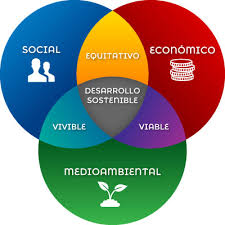 SOCIAL
EQUITATIVO
ECONÓMICO
DESARROLLO
SOSTENIBLE
VIVIBLE
VIABLE
MEDIOAMBIENTAL